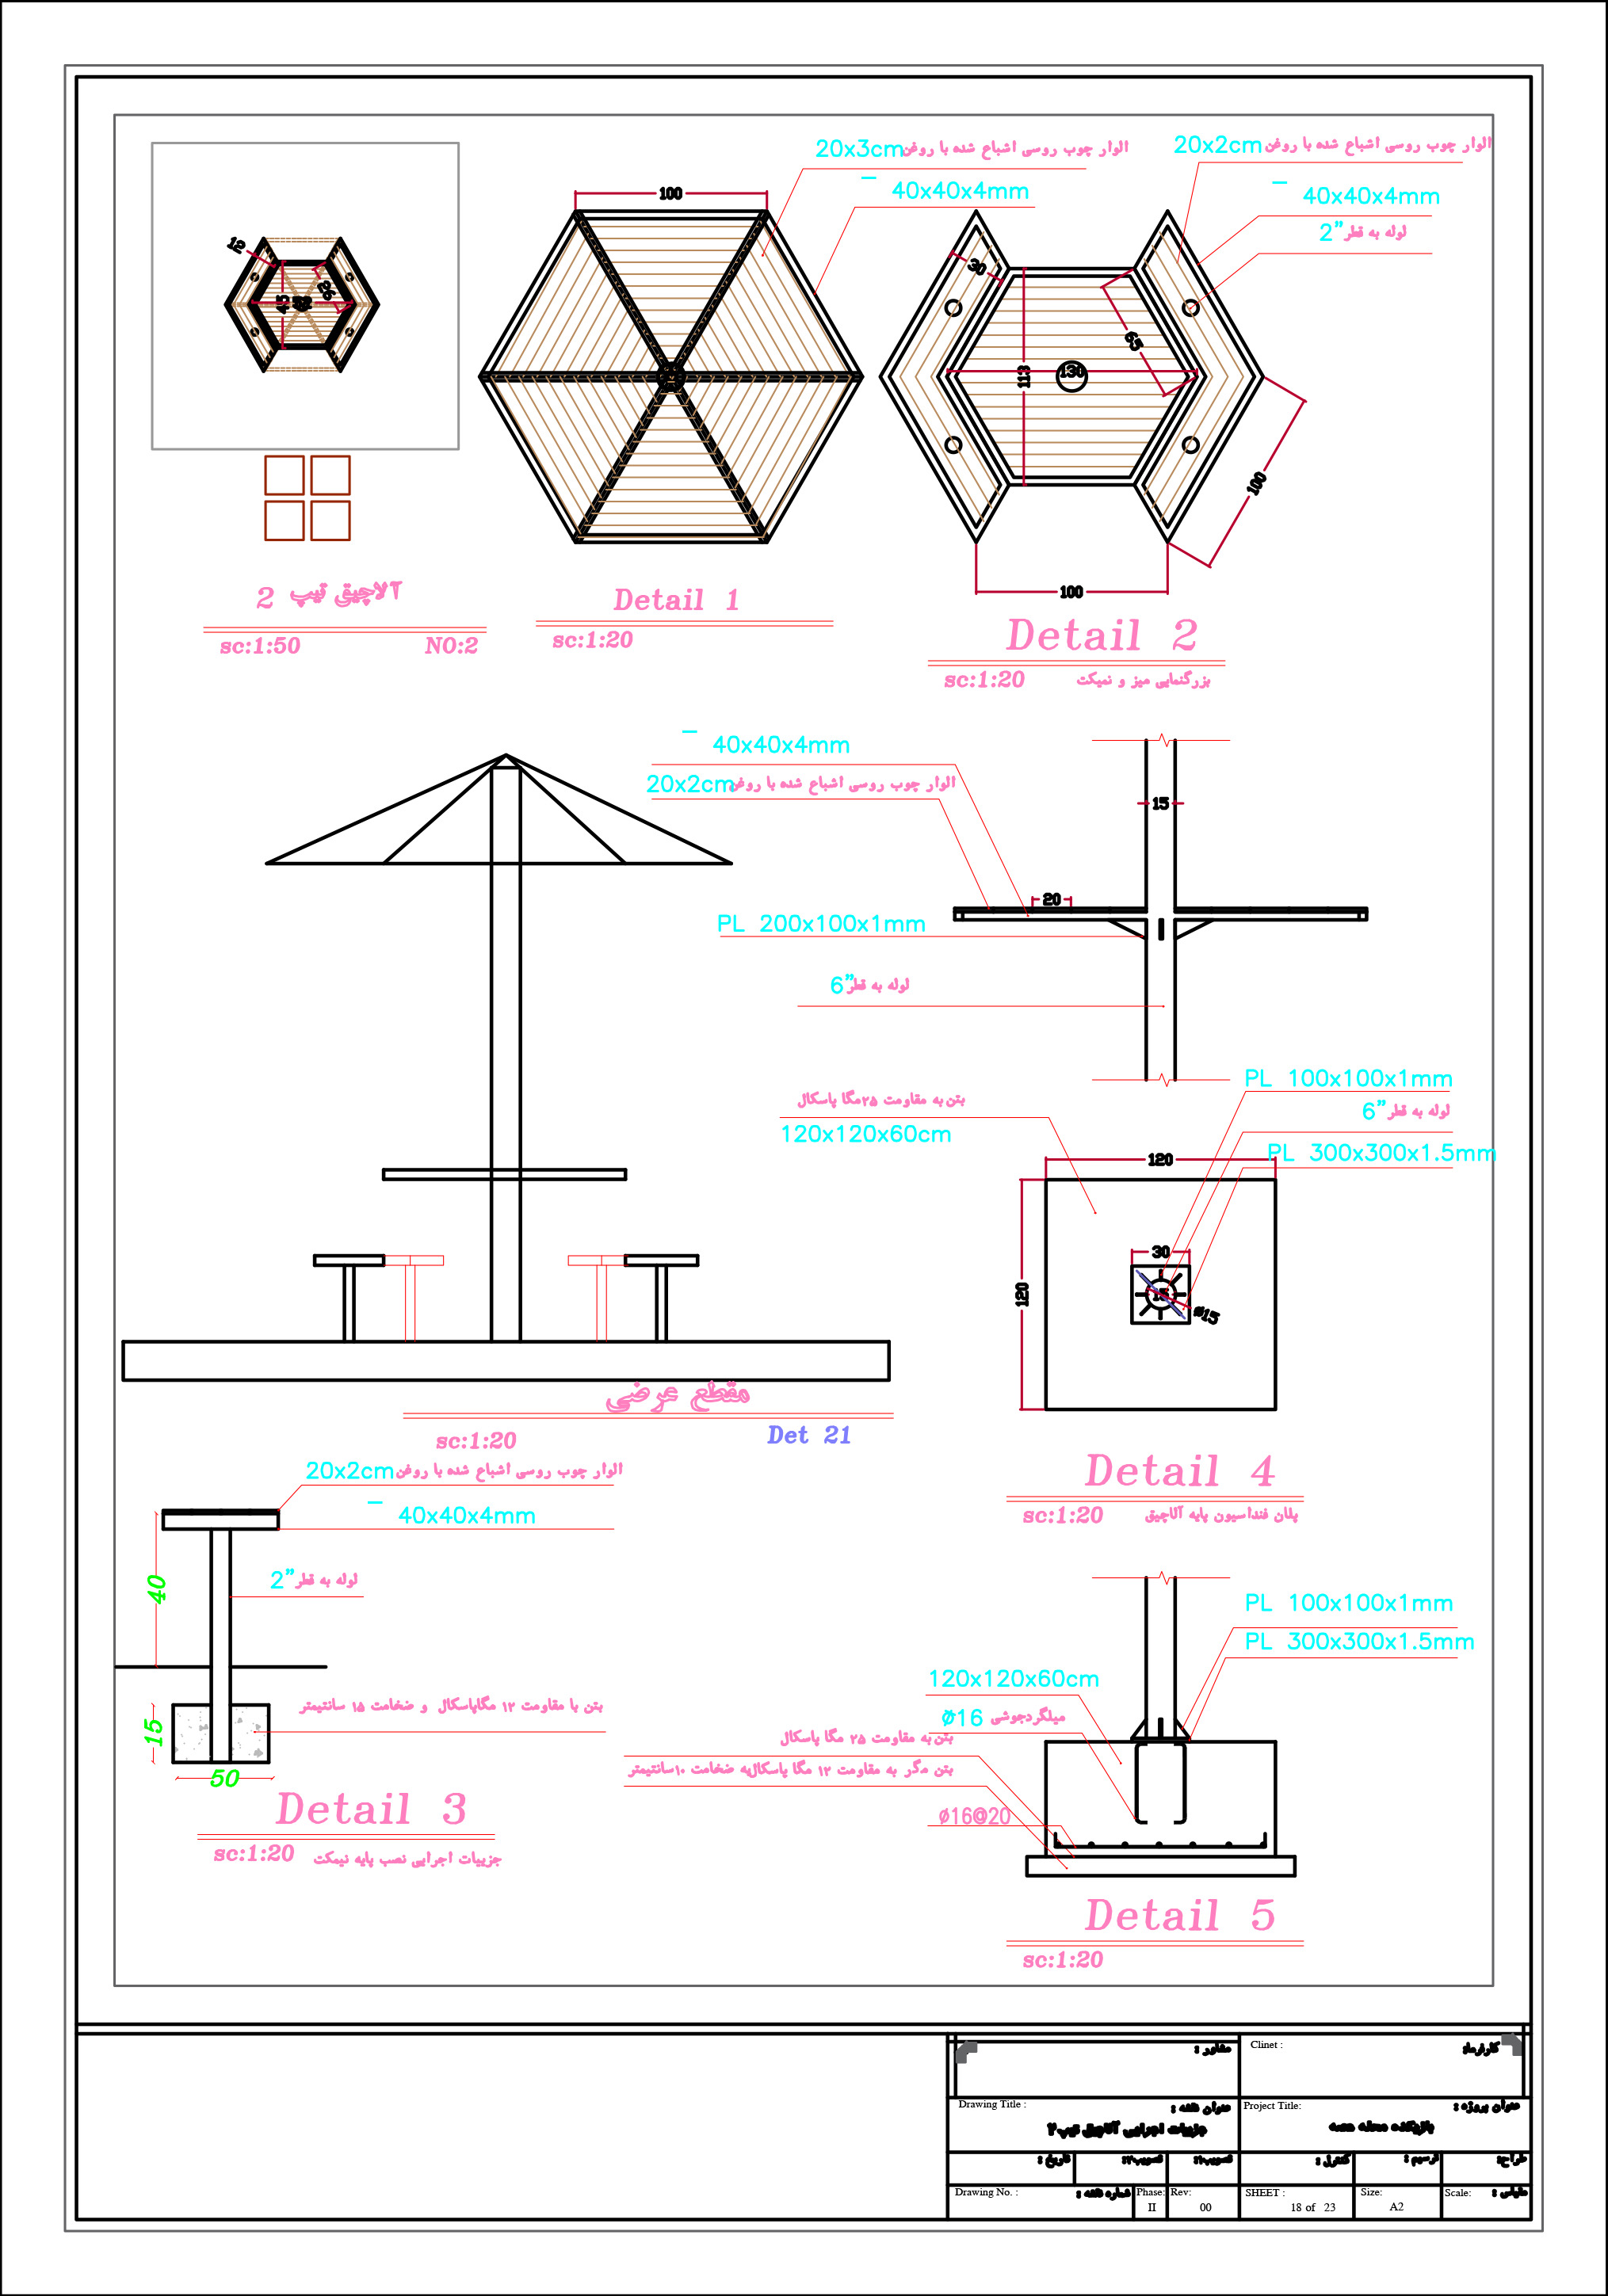 20x3cm الوار چوب روسی اشباع شده با روغن
40x40x4mm
100
20x2cm الوار چوب روسی اشباع شده با روغن
40x40x4mm
لوله به قطر 2"
12
45
26
30
113
130
65
100
100
آلاچیق تیپ 2
sc:1:50
NO:2
Detail 1
sc:1:20
Detail 2
sc:1:20
بزرگنمایی میز و نمیکت
40x40x4mm
20x2cm الوار چوب روسی اشباع شده با روغن
15
20
PL 200x100x1mm
لوله به قطر 6"
مقطع عرضی
sc:1:20
Det 21
بتن به مقاومت ۲۵مگا پاسکال
120x120x60cm
PL 100x100x1mm
لوله به قطر 6"
PL 300x300x1.5mm
120
120
30
15
ø15
Detail 4
sc:1:20
پلان فنداسیون پایه آلاچیق
20x2cm الوار چوب روسی اشباع شده با روغن
40x40x4mm
لوله به قطر 2"
40
15
50
بتن با مقاومت ۱۲ مگاپاسکال و ضخامت ۱۵ سانتیمتر
Detail 3
sc:1:20
جزییات اجرایی نصب پایه نیمکت
PL 100x100x1mm
PL 300x300x1.5mm
120x120x60cm
میلگردجوشی Ø16
بتن به مقاومت ۲۵ مگا پاسکال
بتن مگر به مقاومت ۱۲ مگا پاسکال به ضخامت ۱۰سانتیمتر
ø16@20
Detail 5
sc:1:20
مشاور :
Clinet :
کارفرما:
Drawing Title :
عنوان نقشه :
جزییات اجرایی آلاچیق تیپ۲
Project Title:
عنوان پروژه :
تاریخ :
تصویب۲:
تصویب۱:
کنترل :
ترسیم :
طراح:
Drawing No. :
شماره نقشه :
Phase:
II
Rev:
00
SHEET :
18 of 23
Size:
A2
Scale:
مقیاس :